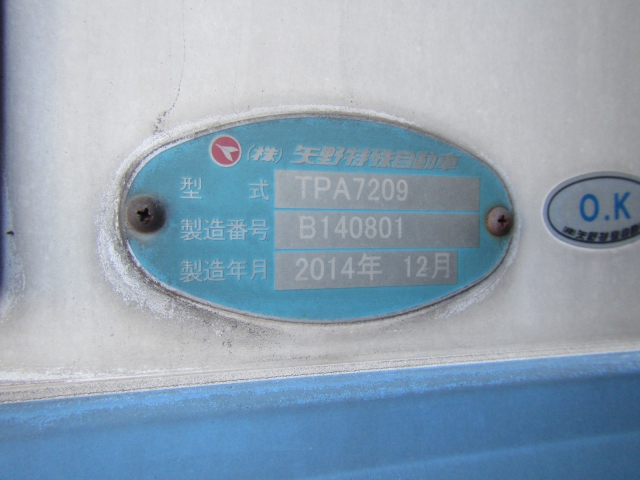 (株) 矢野特殊自動車
型 式 TPA7209
製造番号 B140801
製造年月 2014年 12月
O.K